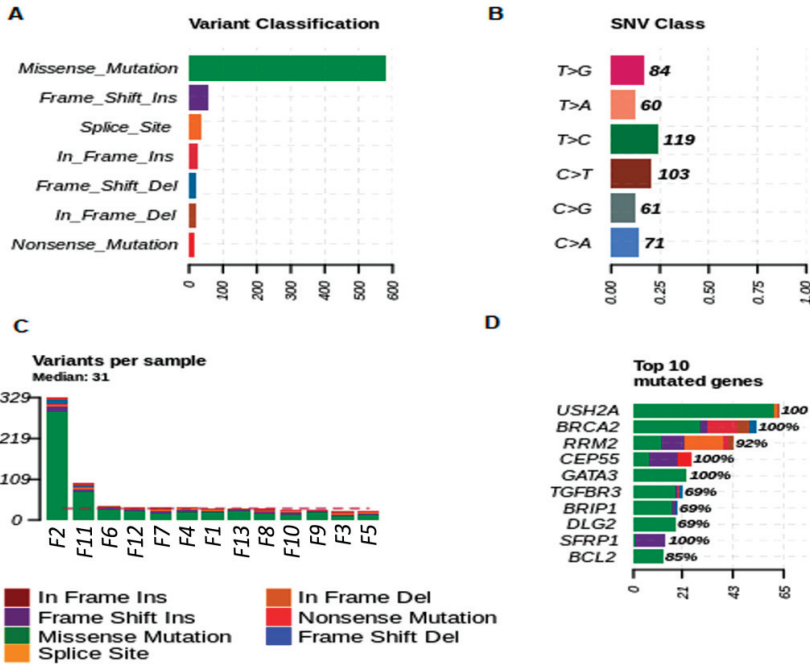 A
Variant Classification
Missense_Mutation
Frame_Shift_Ins
Splice_Site
In_Frame_Ins
Frame_Shift_Del
In_Frame_Del
Nonsense_Mutation
0
100
200
300
400
500
600
B
SNV Class
T>G 84
T>A 60
T>C 119
C>T 103
C>G 61
C>A 71
0.00
0.25
0.50
0.75
1.00
C
Variants per sample
Median: 31
329
219
109
0
F2 F11 F6 F12 F7 F4 F1 F13 F8 F10 F9 F3 F5
D
Top 10
mutated genes
USH2A 100
BRCA2 100%
RRM2 92%
CEP55 100%
GATA3 100%
TGFBR3 69%
BRIP1 69%
DLG2 69%
SFRP1 100%
BCL2 85%
0
21
43
65
In Frame Ins
Frame Shift Ins
Missense Mutation
Splice Site
In Frame Del
Nonsense Mutation
Frame Shift Del